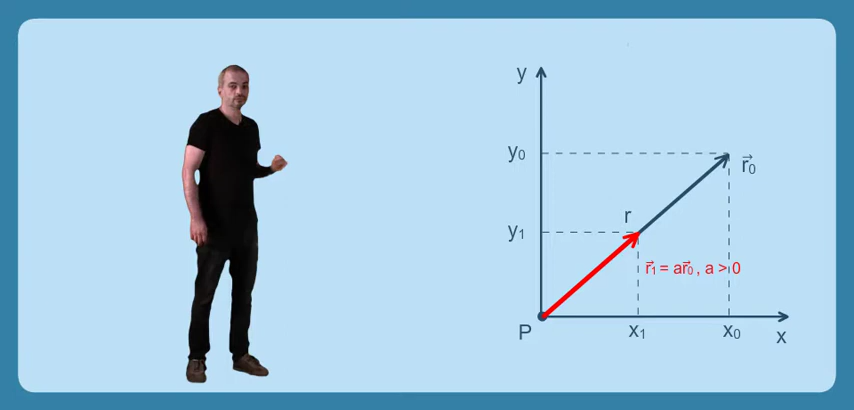 y
y₀
r⃗₀
r
y₁
r⃗₁ = ar⃗₀ , a > 0
P
x₁
x₀
x